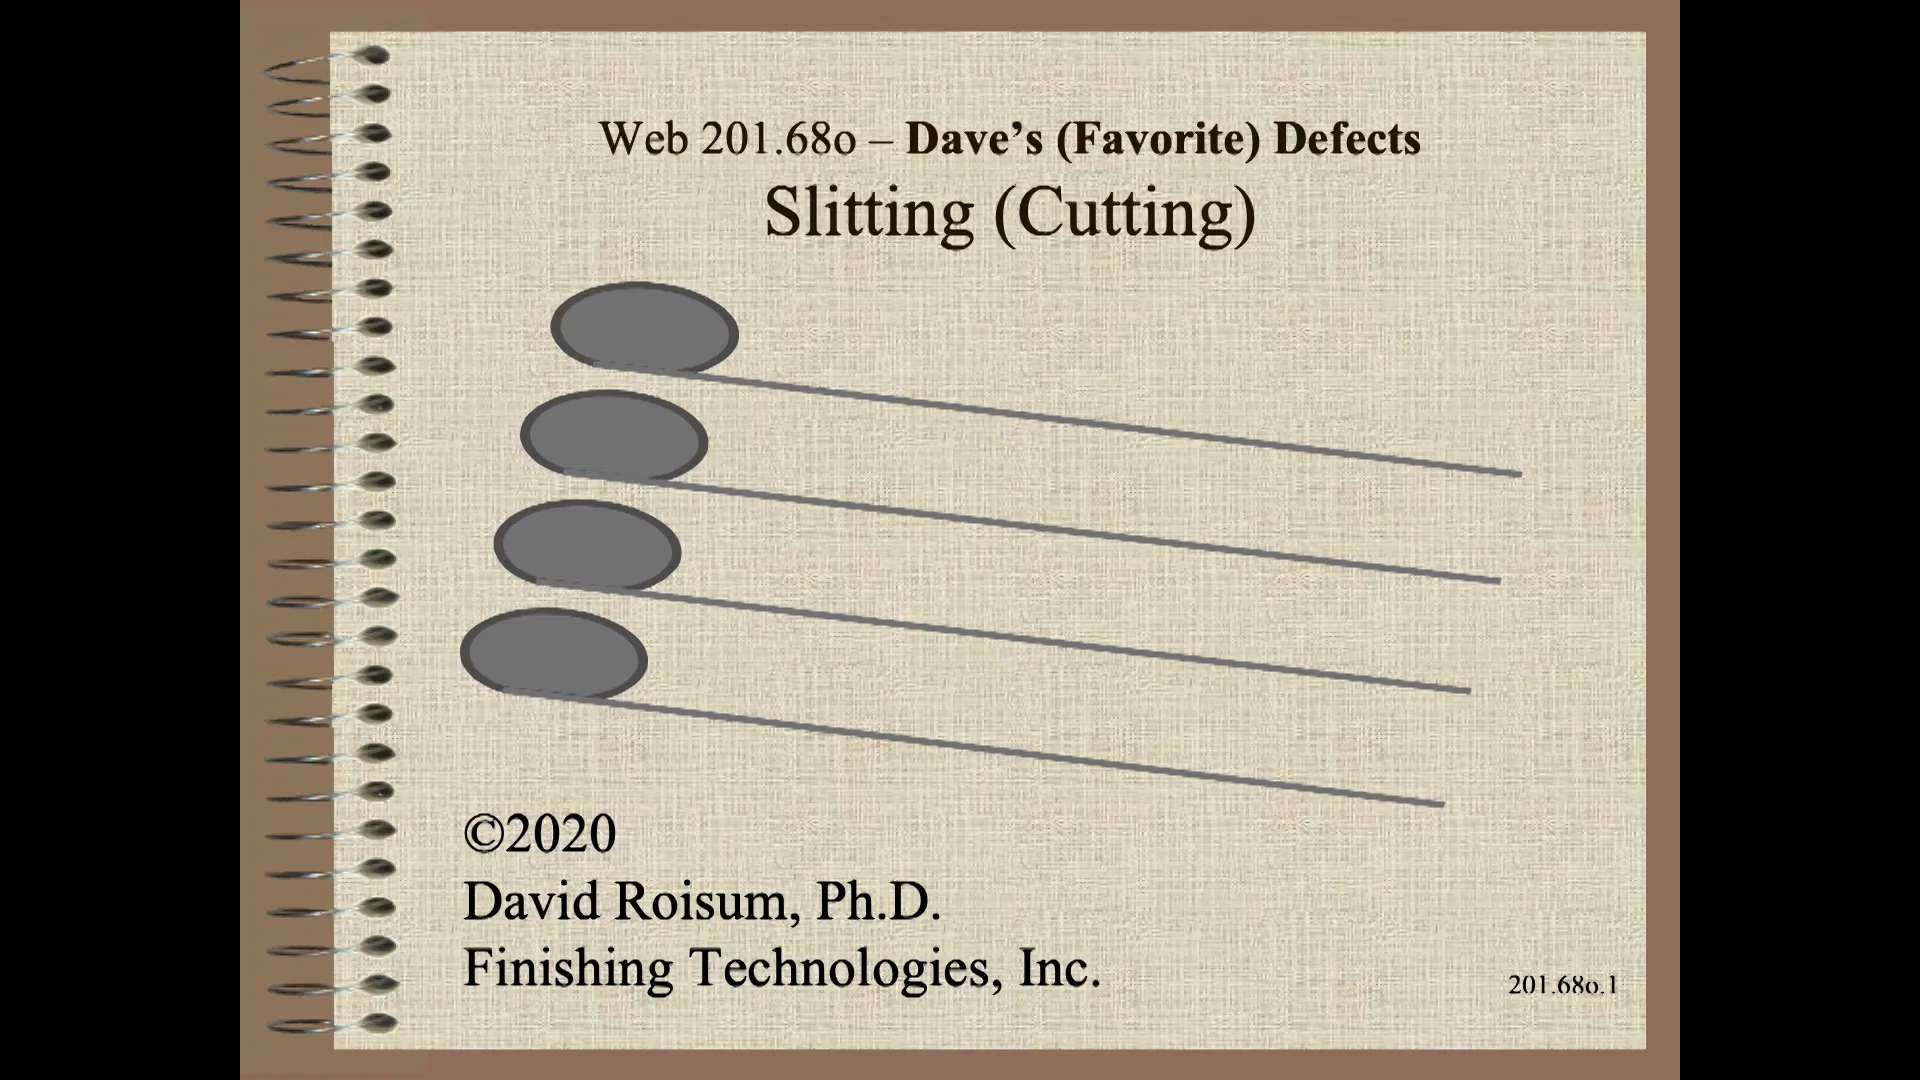 Web 201.68o – Dave’s (Favorite) Defects
Slitting (Cutting)
©2020
David Roisum, Ph.D.
Finishing Technologies, Inc.
201.68o.1